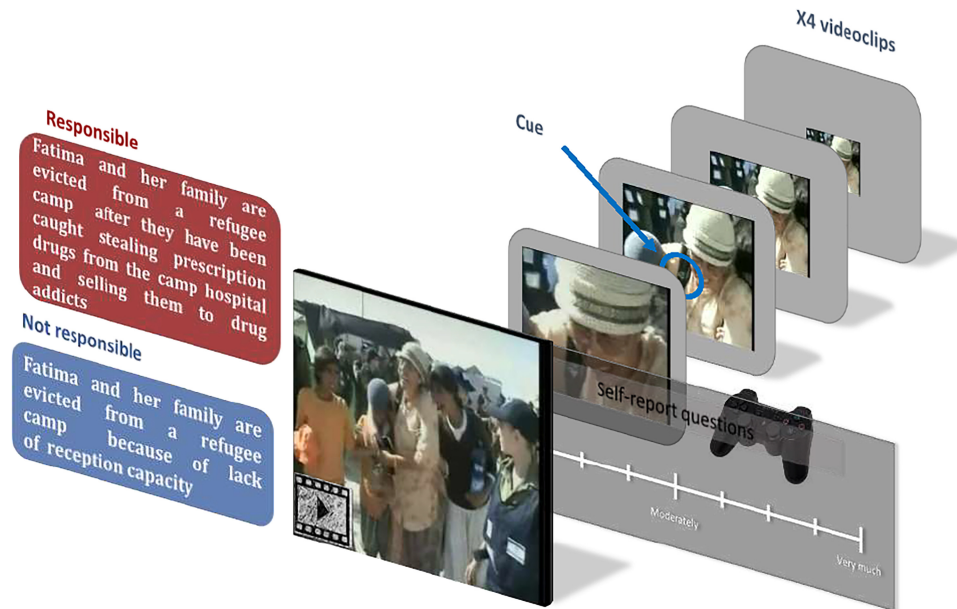 X4 videoclips
Cue
Responsible
Fatima and her family are
evicted from a refugee
camp after they have been
caught stealing prescription
drugs from the camp hospital
and selling them to drug
addicts
Not responsible
Fatima and her family are
evicted from a refugee
camp because of lack
of reception capacity
Self-report questions
Moderately
Very much